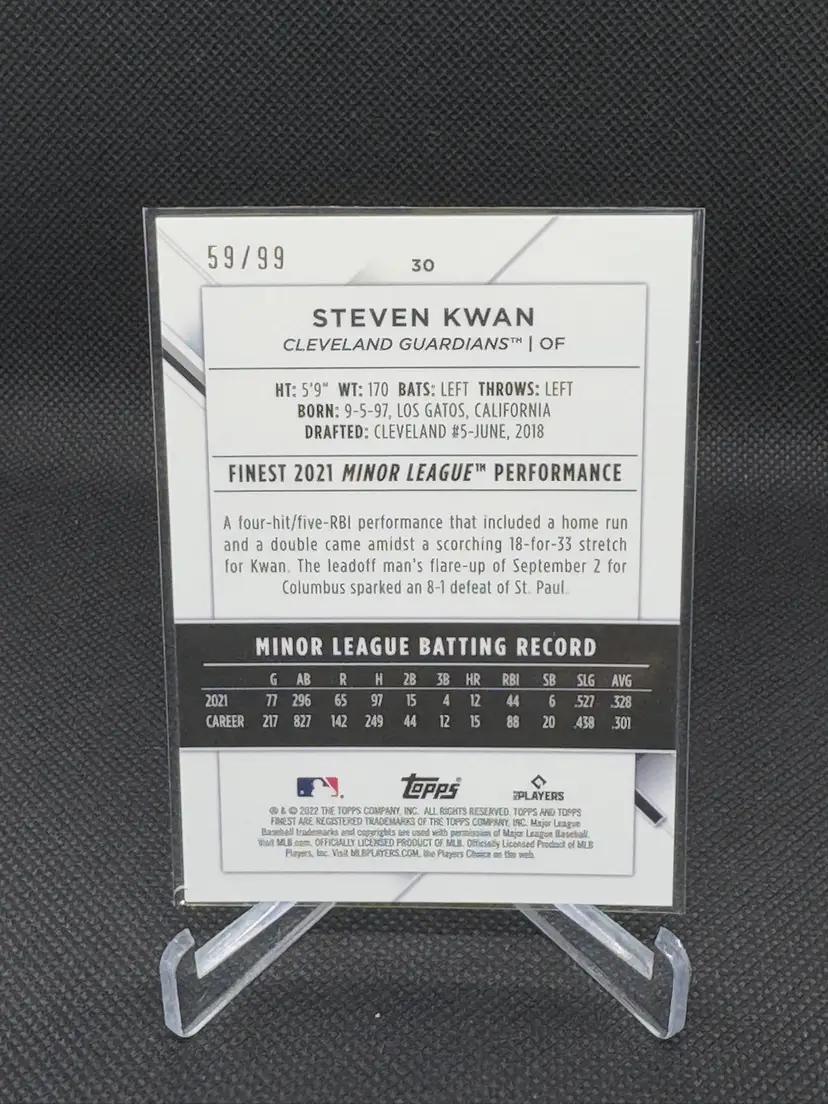 59/99
30
STEVEN KWAN
CLEVELAND GUARDIANS™ | OF
HT: 5'9" WT: 170 BATS: LEFT THROWS: LEFT
BORN: 9-5-97, LOS GATOS, CALIFORNIA
DRAFTED: CLEVELAND #5-JUNE, 2018
FINEST 2021 MINOR LEAGUE™ PERFORMANCE
A four-hit/five-RBI performance that included a home run
and a double came amidst a scorching 18-for-33 stretch
for Kwan. The leadoff man's flare-up of September 2 for
Columbus sparked an 8-1 defeat of St. Paul.
MINOR LEAGUE BATTING RECORD
G AB R H 2B 3B HR RBI SB SLG AVG
2021 77 296 65 97 15 4 12 44 6 .527 .328
CAREER 217 827 142 249 44 12 15 88 20 .438 .301
topps®
PLAYERS
® & © 2022 THE TOPPS COMPANY, INC. ALL RIGHTS RESERVED. TOPPS AND TOPPS
FINEST ARE REGISTERED TRADEMARKS OF THE TOPPS COMPANY, INC. Major League
Baseball trademarks and copyrights are used with permission of Major League Baseball.
Visit MLB.com. OFFICIALLY LICENSED PRODUCT OF MLB. Officially Licensed Product of MLB
Players, Inc. Visit MLBPLAYERS.COM, the Players Choice on the web.